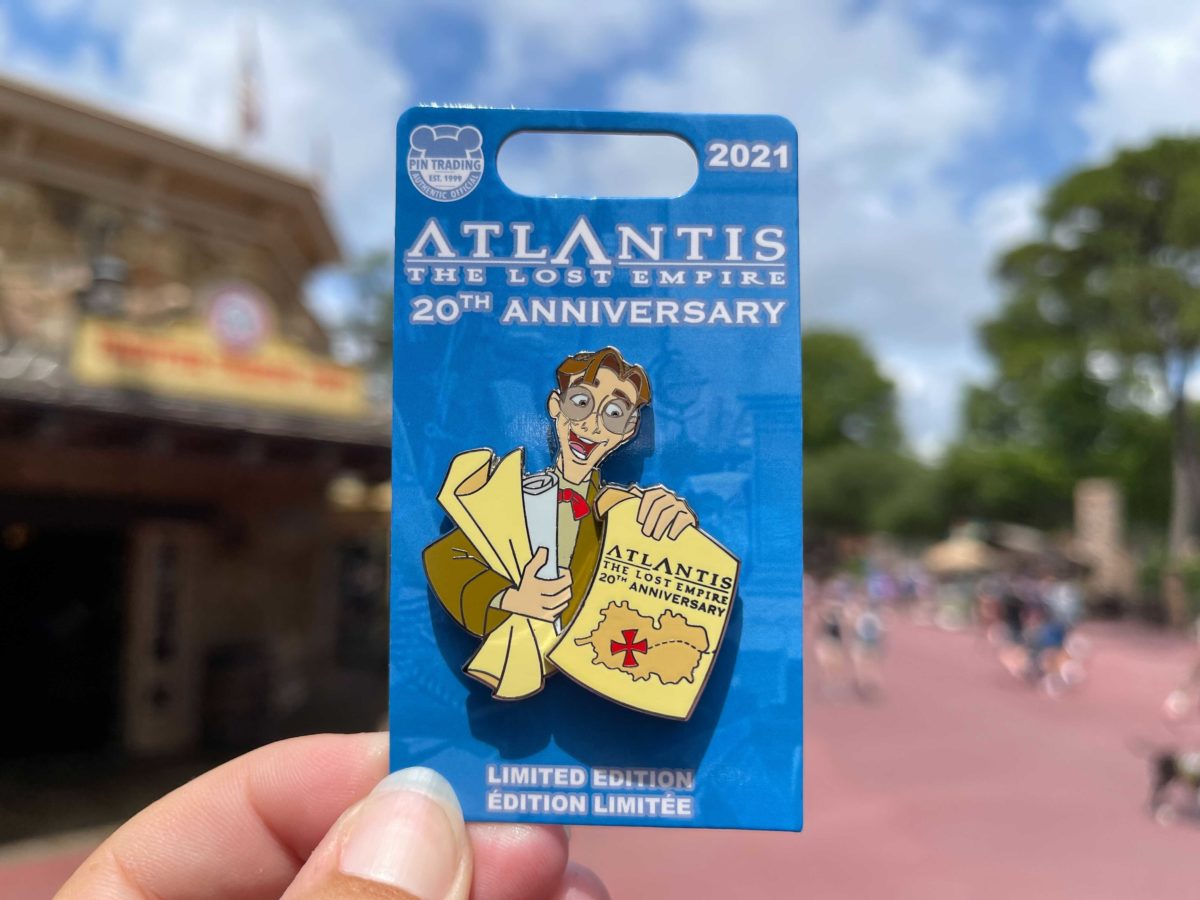 PIN TRADING
EST. 1999
AUTHENTIC OFFICIAL
2021
ATLANTIS
THE LOST EMPIRE
20TH ANNIVERSARY
ATLANTIS
THE LOST EMPIRE
20TH ANNIVERSARY
LIMITED EDITION
ÉDITION LIMITÉE